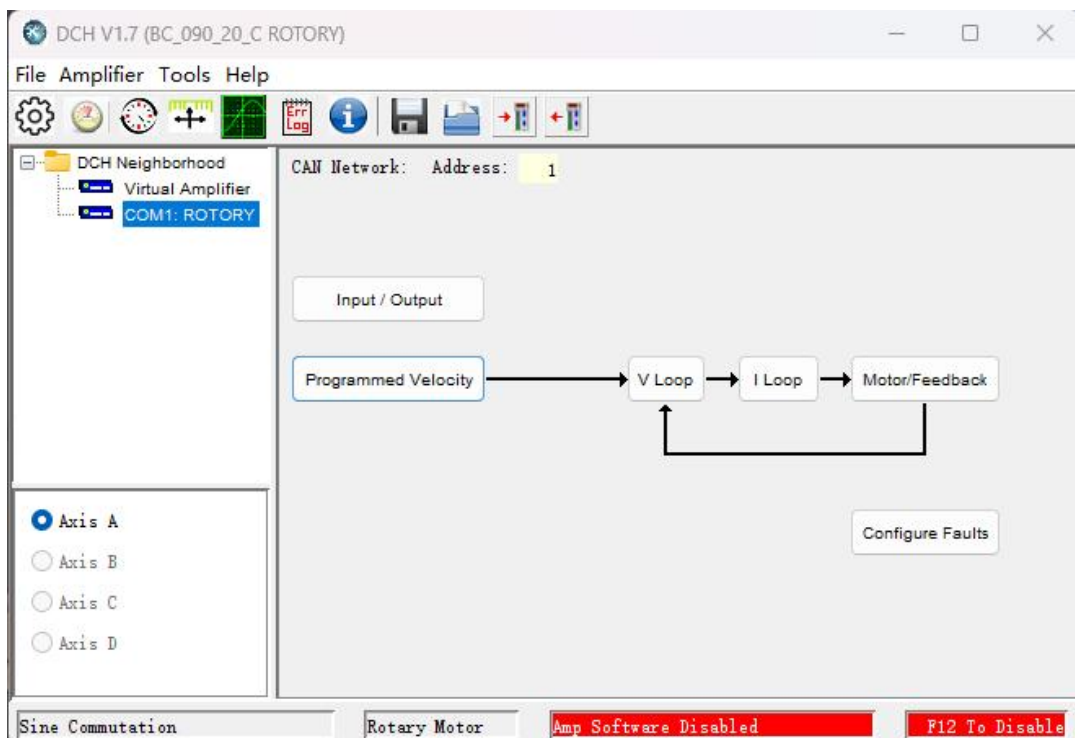 DCH V1.7 (BC_090_20_C ROTORY)
File Amplifier Tools Help
Err Log
DCH Neighborhood
Virtual Amplifier
COM1: ROTORY
CAN Network: Address: 1
Input / Output
Programmed Velocity
V Loop
I Loop
Motor/Feedback
Configure Faults
Axis A
Axis B
Axis C
Axis D
Sine Commutation
Rotary Motor
Amp Software Disabled
F12 To Disable